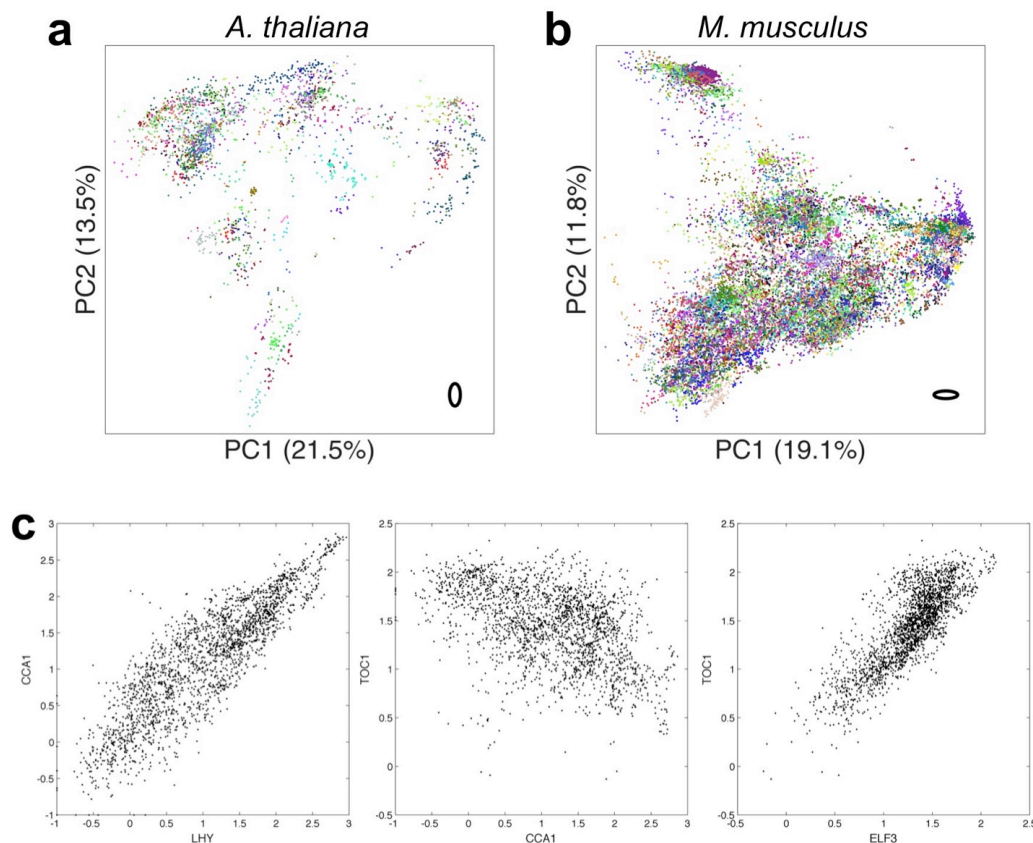 a
A. thaliana
PC2 (13.5%)
PC1 (21.5%)
b
M. musculus
PC2 (11.8%)
PC1 (19.1%)
c
3
2.5
2
1.5
1
0.5
0
-0.5
-1
CCA1
-1 -0.5 0 0.5 1 1.5 2 2.5 3
LHY
2.5
2
1.5
1
0.5
0
-0.5
TOC1
-1 -0.5 0 0.5 1 1.5 2 2.5 3
CCA1
2.5
2
1.5
1
0.5
0
-0.5
TOC1
-0.5 0 0.5 1 1.5 2 2.5
ELF3